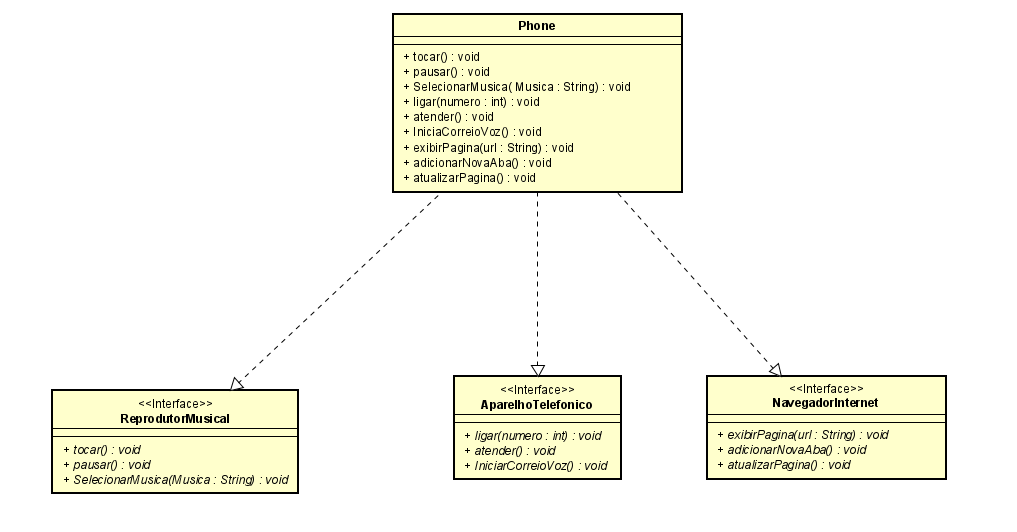 Phone
+ tocar() : void
+ pausar() : void
+ SelecionarMusica( Musica : String) : void
+ ligar(numero : int) : void
+ atender() : void
+ IniciaCorreioVoz() : void
+ exibirPagina(url : String) : void
+ adicionarNovaAba() : void
+ atualizarPagina() : void
<<Interface>>
ReprodutorMusical
+ tocar() : void
+ pausar() : void
+ SelecionarMusica(Musica : String) : void
<<Interface>>
AparelhoTelefonico
+ ligar(numero : int) : void
+ atender() : void
+ IniciarCorreioVoz() : void
<<Interface>>
NavegadorInternet
+ exibirPagina(url : String) : void
+ adicionarNovaAba() : void
+ atualizarPagina() : void